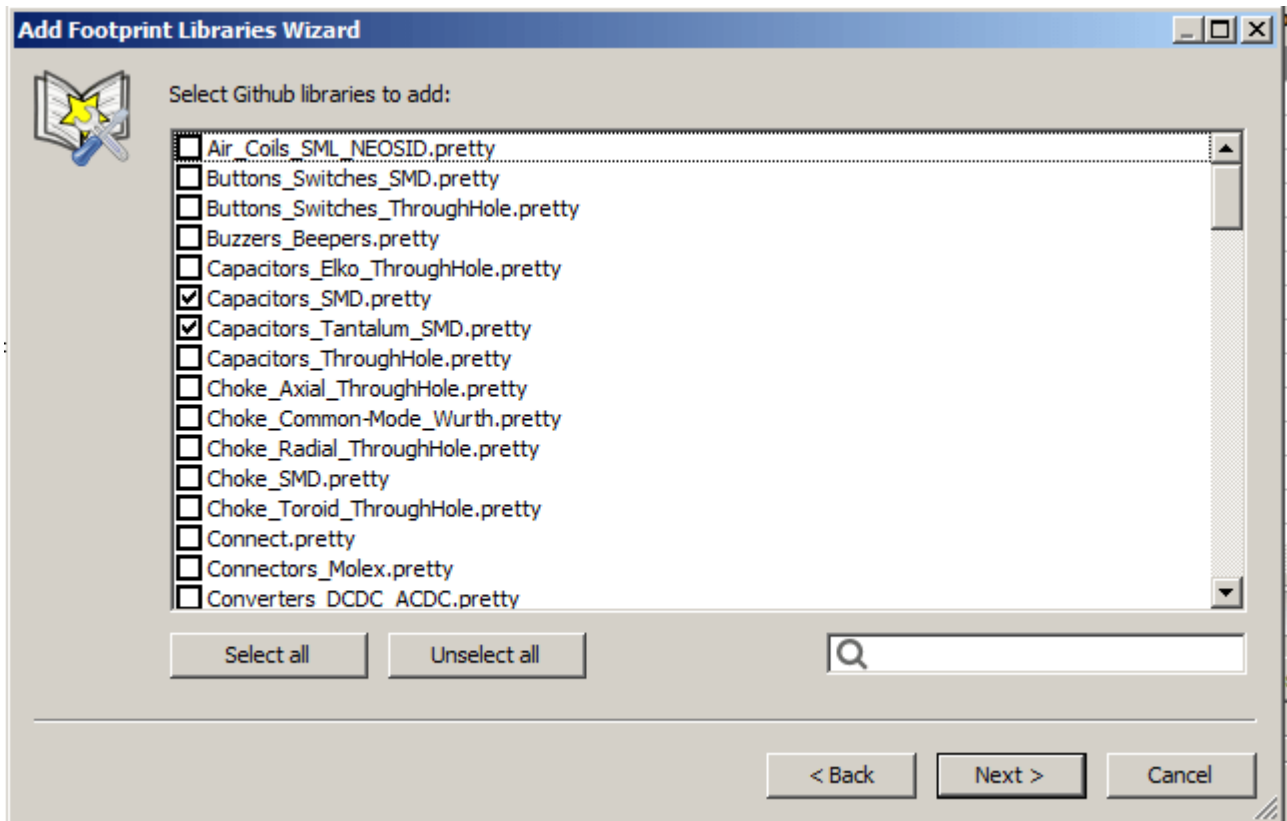 Add Footprint Libraries Wizard
Select Github libraries to add:
Air_Coils_SML_NEOSID.pretty
Buttons_Switches_SMD.pretty
Buttons_Switches_ThroughHole.pretty
Buzzers_Beepers.pretty
Capacitors_Elko_ThroughHole.pretty
Capacitors_SMD.pretty
Capacitors_Tantalum_SMD.pretty
Capacitors_ThroughHole.pretty
Choke_Axial_ThroughHole.pretty
Choke_Common-Mode_Wurth.pretty
Choke_Radial_ThroughHole.pretty
Choke_SMD.pretty
Choke_Toroid_ThroughHole.pretty
Connect.pretty
Connectors_Molex.pretty
Converters_DCDC_ACDC.pretty
Select all Unselect all
< Back Next > Cancel